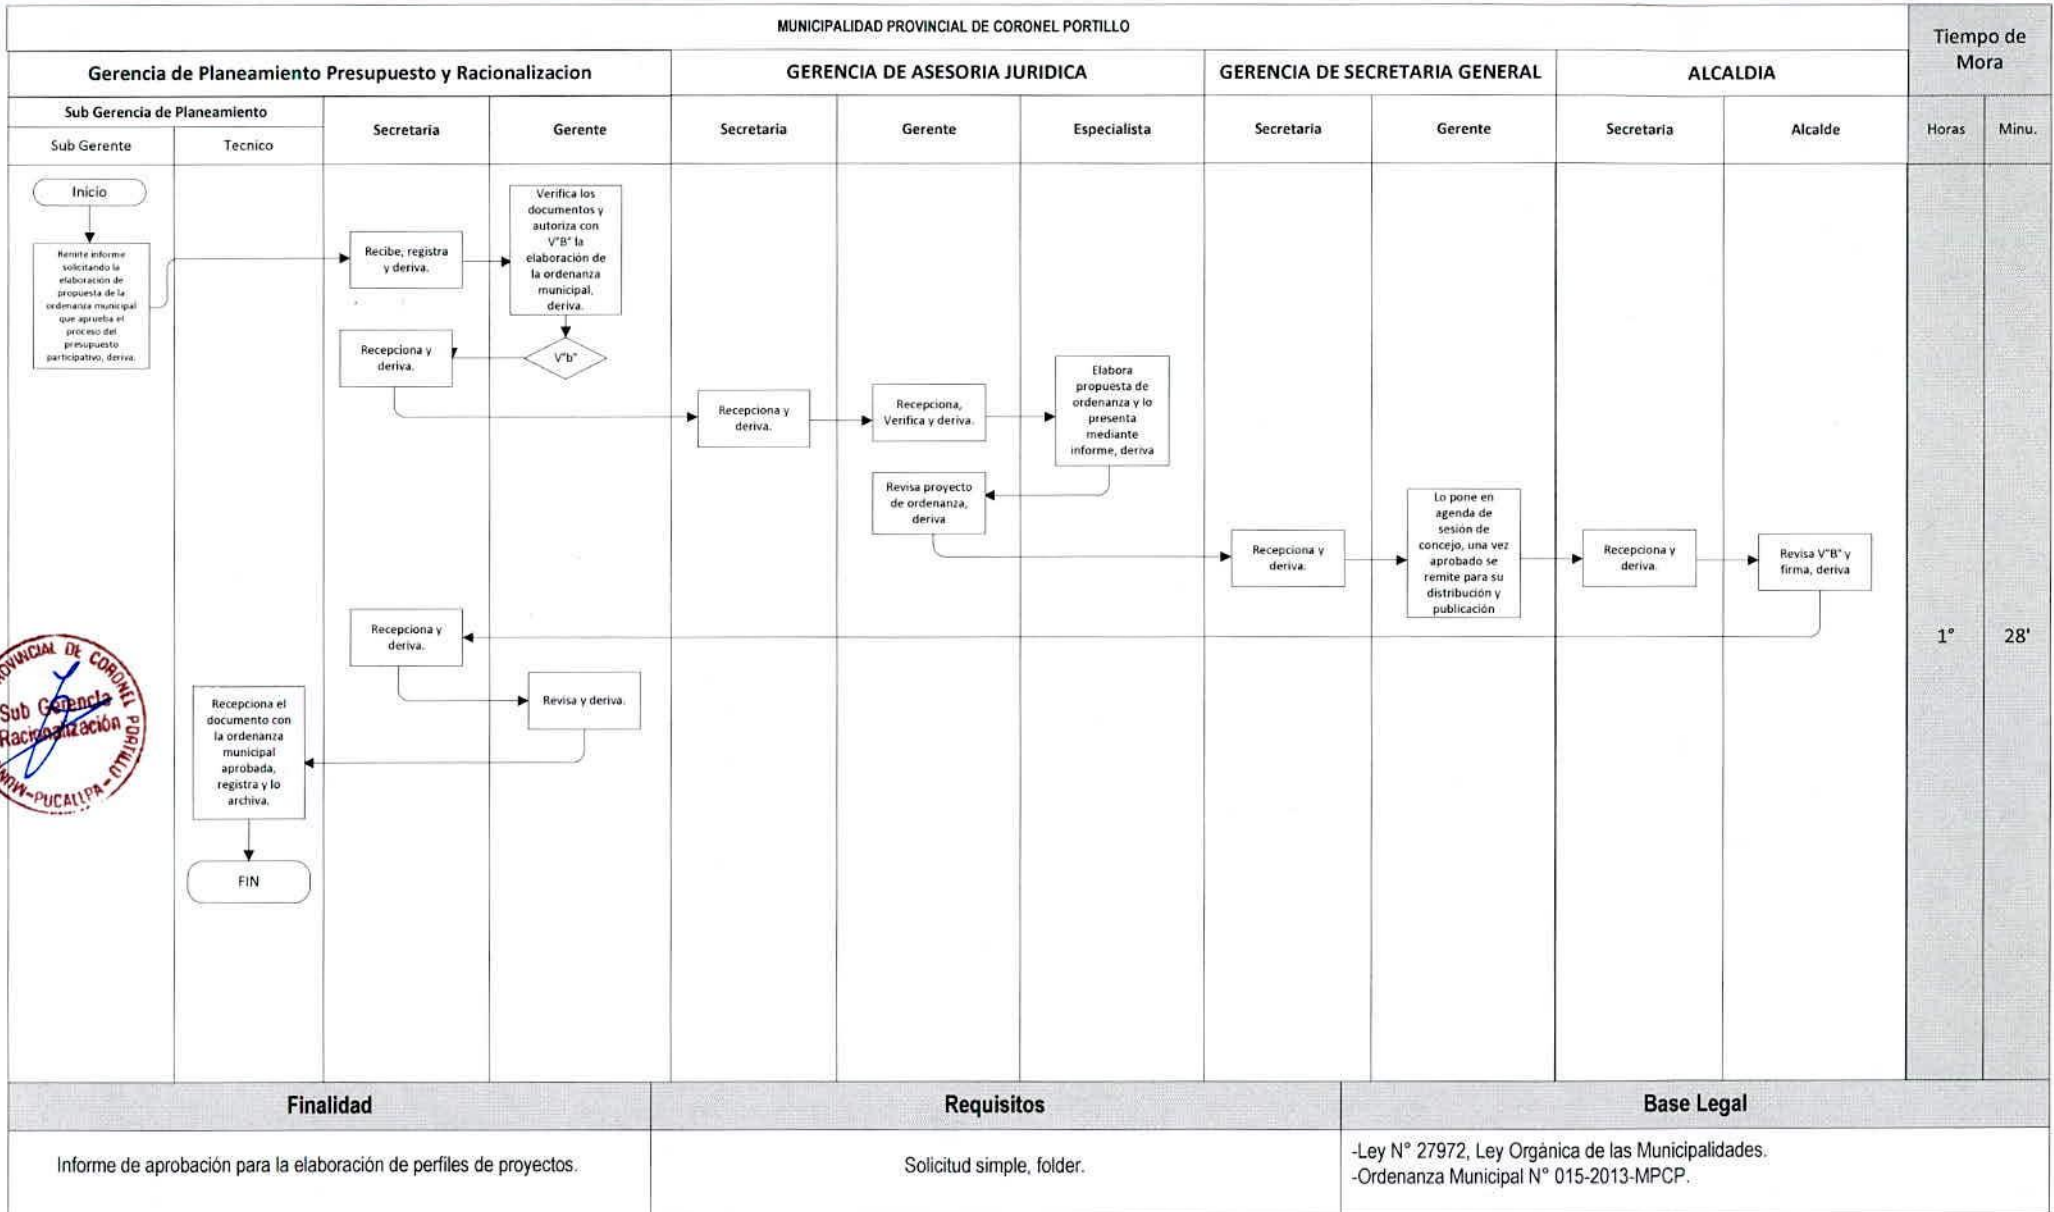 MUNICIPALIDAD PROVINCIAL DE CORONEL PORTILLO
Tiempo de
Mora
Gerencia de Planeamiento Presupuesto y Racionalizacion
GERENCIA DE ASESORIA JURIDICA
GERENCIA DE SECRETARIA GENERAL
ALCALDIA
Sub Gerencia de Planeamiento
Sub Gerente
Tecnico
Secretaria
Gerente
Secretaria
Gerente
Especialista
Secretaria
Gerente
Secretaria
Alcalde
Horas
Minu.
Inicio
Remite informe
solicitando la
elaboración de
propuesta de la
ordenanza municipal
que aprueba el
proceso del
presupuesto
participativo, deriva.
Recibe, registra
y deriva.
Verifica los
documentos y
autoriza con
V°B° la
elaboración de
la ordenanza
municipal,
deriva.
V°b°
Recepciona y
deriva.
Recepciona y
deriva.
Recepciona,
Verifica y deriva.
Elabora
propuesta de
ordenanza y lo
presenta
mediante
informe, deriva
Revisa proyecto
de ordenanza,
deriva
Recepciona y
deriva.
Lo pone en
agenda de
sesión de
concejo, una vez
aprobado se
remite para su
distribución y
publicación
Recepciona y
deriva.
Revisa V°B° y
firma, deriva
Recepciona y
deriva.
Revisa y deriva.
Recepciona el
documento con
la ordenanza
municipal
aprobada,
registra y lo
archiva.
FIN
1°
28'
DE CORONEL PORTILLO
Sub Gerencia
Racionalización
PUCALLPA
Finalidad
Requisitos
Base Legal
Informe de aprobación para la elaboración de perfiles de proyectos.
Solicitud simple, folder.
-Ley N° 27972, Ley Orgánica de las Municipalidades.
-Ordenanza Municipal N° 015-2013-MPCP.